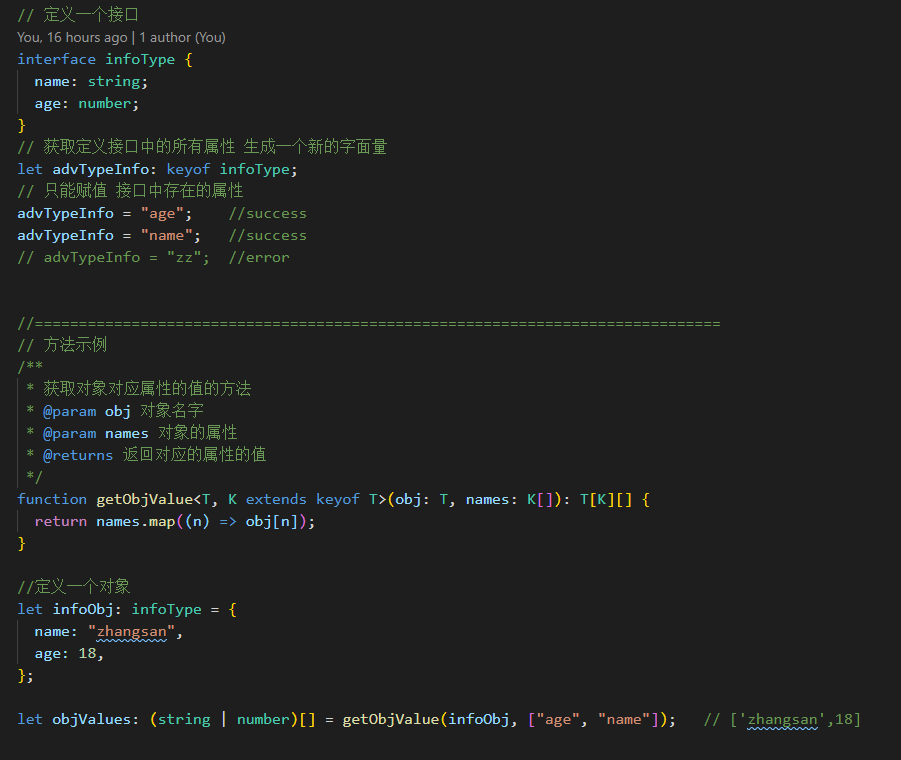 // 定义一个接口
You, 16 hours ago | 1 author (You)
interface infoType {
  name: string;
  age: number;
}
// 获取定义接口中的所有属性 生成一个新的字面量
let advTypeInfo: keyof infoType;
// 只能赋值 接口中存在的属性
advTypeInfo = "age";    //success
advTypeInfo = "name";   //success
// advTypeInfo = "zz";  //error
//==============================================================================
// 方法示例
/**
 * 获取对象对应属性的值的方法
 * @param obj 对象名字
 * @param names 对象的属性
 * @returns 返回对应的属性的值
 */
function getObjValue<T, K extends keyof T>(obj: T, names: K[]): T[K][] {
  return names.map((n) => obj[n]);
}
//定义一个对象
let infoObj: infoType = {
  name: "zhangsan",
  age: 18,
};
let objValues: (string | number)[] = getObjValue(infoObj, ["age", "name"]);   // ['zhangsan',18]